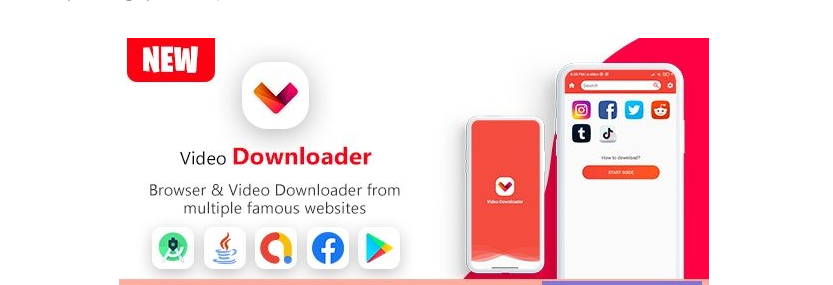 NEW
Video Downloader
Browser & Video Downloader from
multiple famous websites
Video Downloader
Search
How to download?
START GUIDE